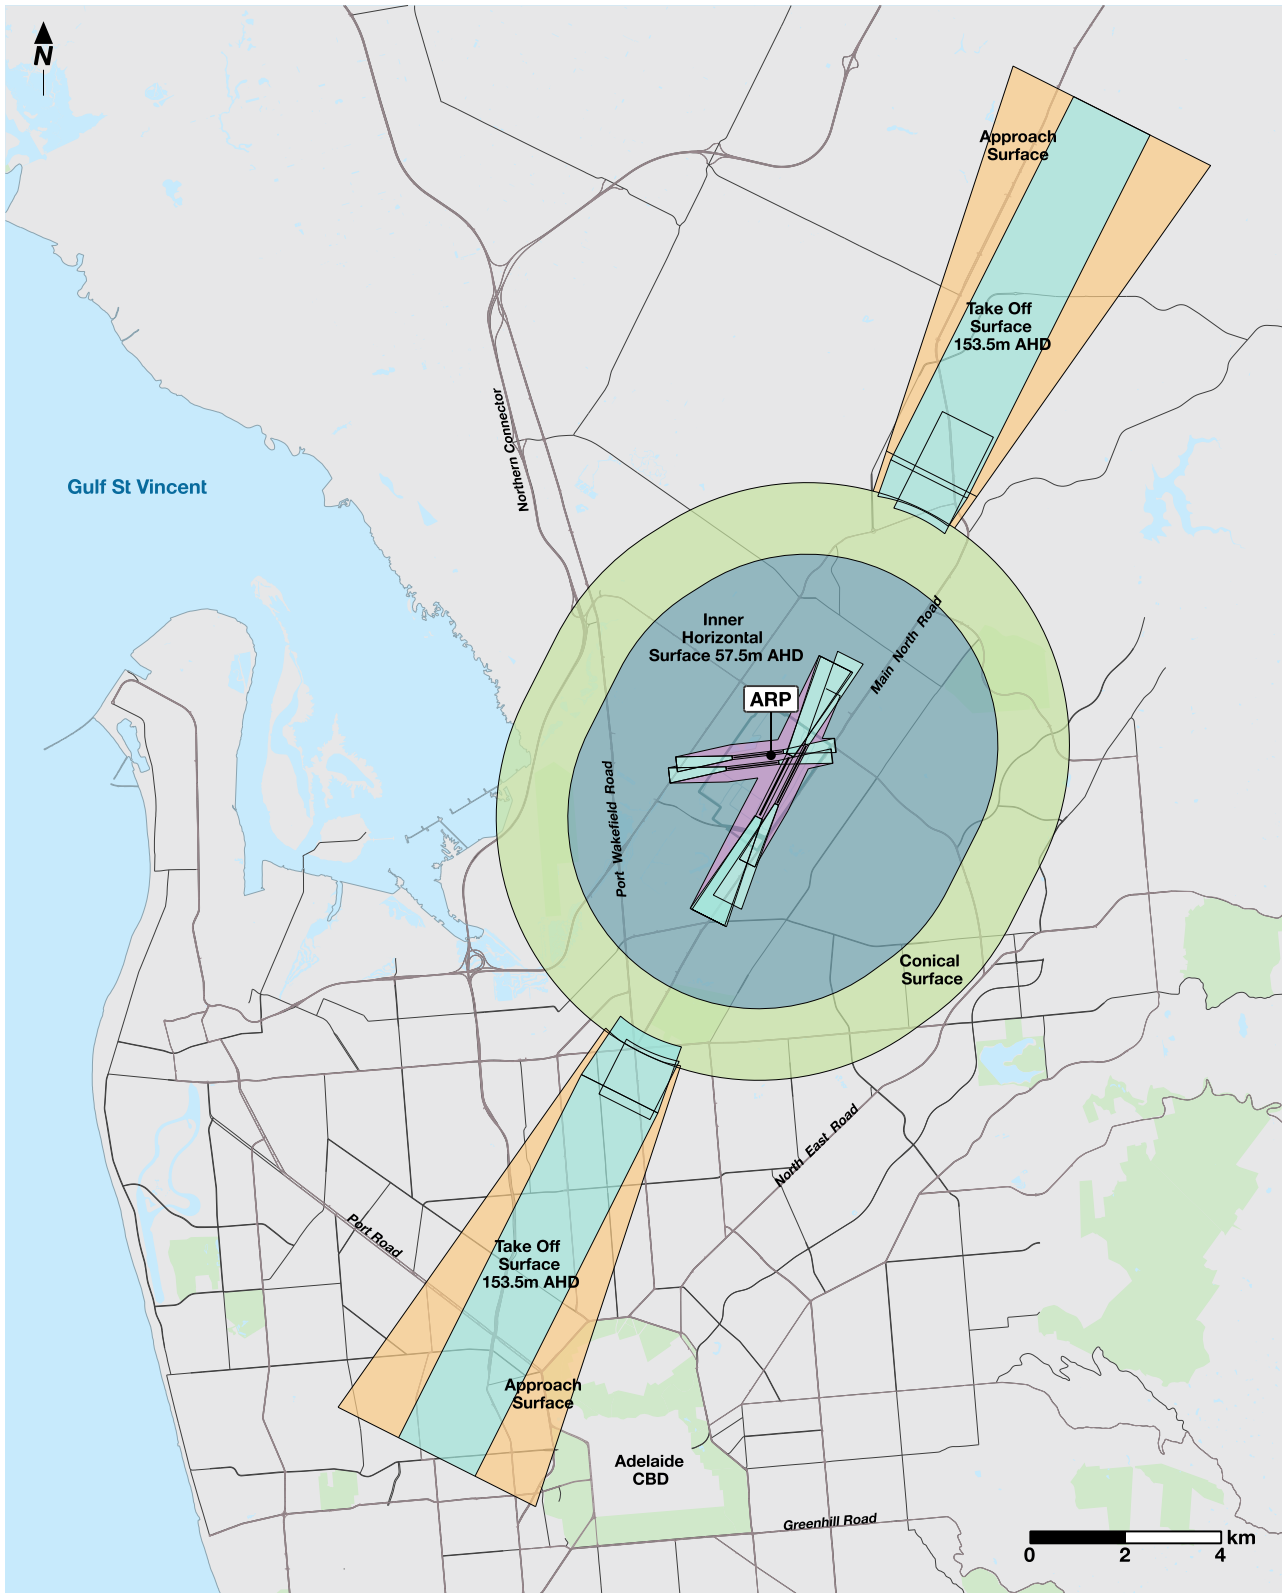 N
Approach
Surface
Take Off
Surface
153.5m AHD
Northern Connector
Gulf St Vincent
Inner
Horizontal
Surface 57.5m AHD
Main North Road
ARP
Port Wakefield Road
Conical
Surface
North East Road
Port Road
Take Off
Surface
153.5m AHD
Approach
Surface
Adelaide
CBD
Greenhill Road
km
0 2 4